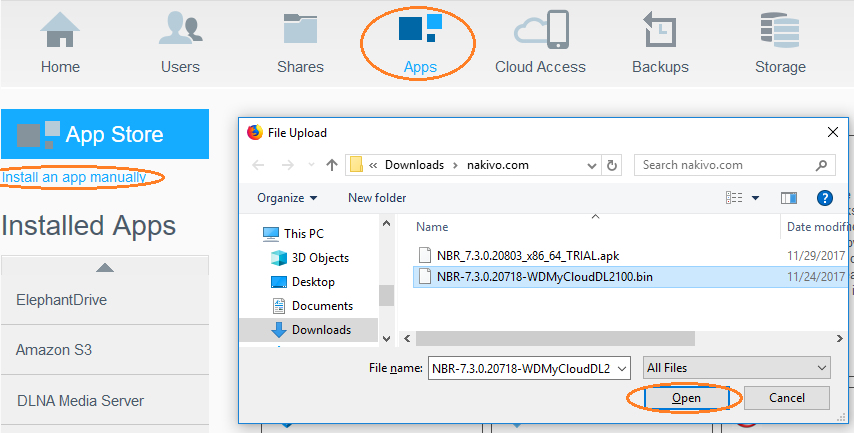 Home Users Shares Apps Cloud Access Backups Storage
App Store
Install an app manually
Installed Apps
ElephantDrive
Amazon S3
DLNA Media Server
File Upload
« Downloads > nakivo.com
Search nakivo.com
Organize New folder
This PC
3D Objects
Desktop
Documents
Downloads
Name Date modifi
NBR_7.3.0.20803_x86_64_TRIAL.apk 11/29/2017
NBR-7.3.0.20718-WDMyCloudDL2100.bin 11/24/2017
File name: NBR-7.3.0.20718-WDMyCloudDL2 All Files
Open Cancel